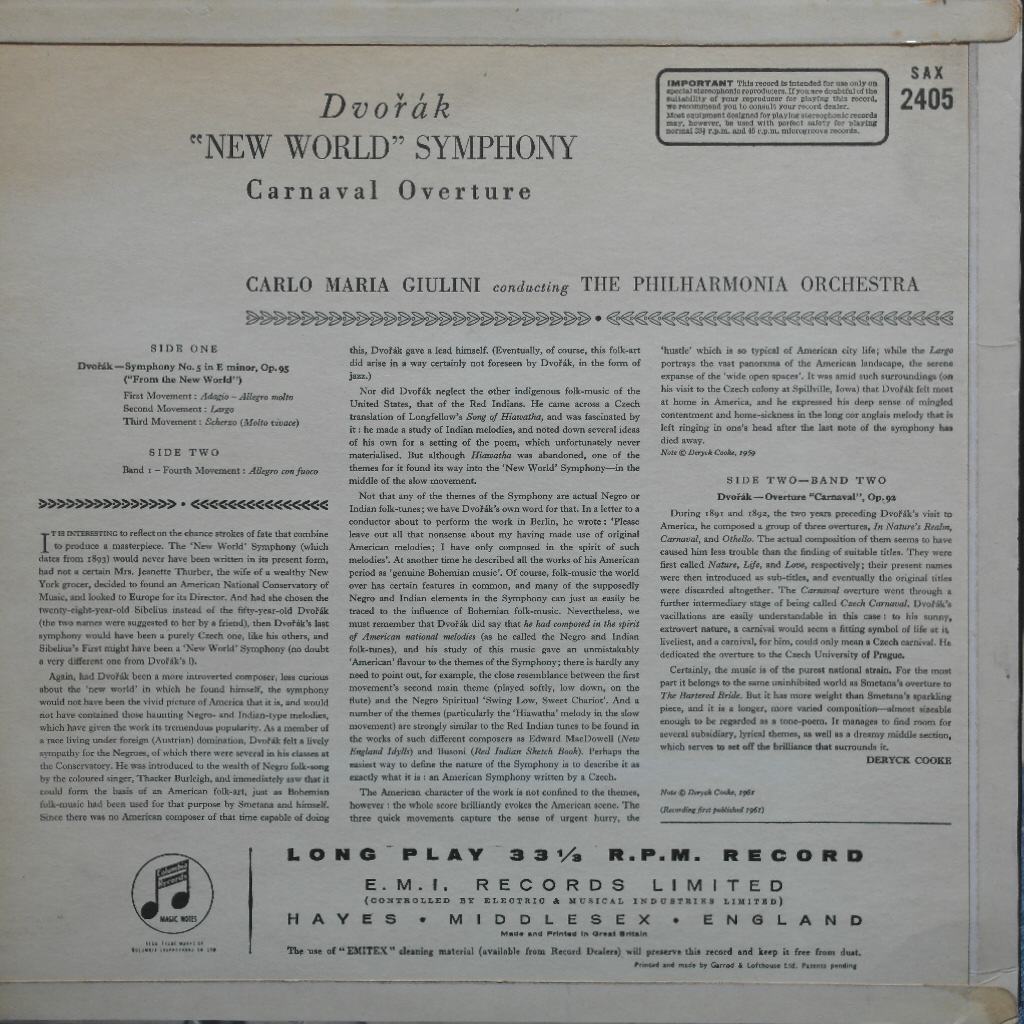 Dvořák
“NEW WORLD” SYMPHONY
Carnaval Overture
IMPORTANT This record is intended for use only on
special stereophonic reproducers. If you are doubtful of the
suitability of your reproducer for playing this record,
we recommend you to consult your record dealer.
Most equipment designed for playing stereophonic records
may, however, be used with perfect safety for playing
normal 33⅓ r.p.m. and 45 r.p.m. microgroove records.
SAX
2405
CARLO MARIA GIULINI conducting THE PHILHARMONIA ORCHESTRA
SIDE ONE
Dvořák—Symphony No. 5 in E minor, Op. 95
(“From the New World”)
First Movement : Adagio – Allegro molto
Second Movement : Largo
Third Movement : Scherzo (Molto vivace)
SIDE TWO
Band 1 – Fourth Movement : Allegro con fuoco
IT IS INTERESTING to reflect on the chance strokes of fate that combine
to produce a masterpiece. The ‘New World’ Symphony (which
dates from 1893) would never have been written in its present form,
had not a certain Mrs. Jeanette Thurber, the wife of a wealthy New
York grocer, decided to found an American National Conservatory of
Music, and looked to Europe for its Director. And had she chosen the
twenty-eight-year-old Sibelius instead of the fifty-year-old Dvořák
(the two names were suggested to her by a friend), then Dvořák’s last
symphony would have been a purely Czech one, like his others, and
Sibelius’s First might have been a ‘New World’ Symphony (no doubt
a very different one from Dvořák’s !).
Again, had Dvořák been a more introverted composer, less curious
about the ‘new world’ in which he found himself, the symphony
would not have been the vivid picture of America that it is, and would
not have contained those haunting Negro- and Indian-type melodies,
which have given the work its tremendous popularity. As a member of
a race living under foreign (Austrian) domination, Dvořák felt a lively
sympathy for the Negroes, of which there were several in his classes at
the Conservatory. He was introduced to the wealth of Negro folk-song
by the coloured singer, Thacker Burleigh, and immediately saw that it
could form the basis of an American folk-art, just as Bohemian
folk-music had been used for that purpose by Smetana and himself.
Since there was no American composer of that time capable of doing
this, Dvořák gave a lead himself. (Eventually, of course, this folk-art
did arise in a way certainly not foreseen by Dvořák, in the form of
jazz.)
Nor did Dvořák neglect the other indigenous folk-music of the
United States, that of the Red Indians. He came across a Czech
translation of Longfellow’s Song of Hiawatha, and was fascinated by
it : he made a study of Indian melodies, and noted down several ideas
of his own for a setting of the poem, which unfortunately never
materialised. But although Hiawatha was abandoned, one of the
themes for it found its way into the ‘New World’ Symphony—in the
middle of the slow movement.
Not that any of the themes of the Symphony are actual Negro or
Indian folk-tunes; we have Dvořák’s own word for that. In a letter to a
conductor about to perform the work in Berlin, he wrote : ‘Please
leave out all that nonsense about my having made use of original
American melodies; I have only composed in the spirit of such
melodies’. At another time he described all the works of his American
period as ‘genuine Bohemian music’. Of course, folk-music the world
over has certain features in common, and many of the supposedly
Negro and Indian elements in the Symphony can just as easily be
traced to the influence of Bohemian folk-music. Nevertheless, we
must remember that Dvořák did say that he had composed in the spirit
of American national melodies (as he called the Negro and Indian
folk-tunes), and his study of this music gave an unmistakably
‘American’ flavour to the themes of the Symphony; there is hardly any
need to point out, for example, the close resemblance between the first
movement’s second main theme (played softly, low down, on the
flute) and the Negro Spiritual ‘Swing Low, Sweet Chariot’. And a
number of the themes (particularly the ‘Hiawatha’ melody in the slow
movement) are strongly similar to the Red Indian tunes to be found in
the works of such different composers as Edward MacDowell (New
England Idylls) and Busoni (Red Indian Sketch Book). Perhaps the
easiest way to define the nature of the Symphony is to describe it as
exactly what it is : an American Symphony written by a Czech.
The American character of the work is not confined to the themes,
however : the whole score brilliantly evokes the American scene. The
three quick movements capture the sense of urgent hurry, the
‘hustle’ which is so typical of American city life; while the Largo
portrays the vast panorama of the American landscape, the serene
expanse of the ‘wide open spaces’. It was amid such surroundings (on
his visit to the Czech colony at Spillville, Iowa) that Dvořák felt most
at home in America, and he expressed his deep sense of mingled
contentment and home-sickness in the long cor anglais melody that is
left ringing in one’s head after the last note of the symphony has
died away.
Note © Deryck Cooke, 1959
SIDE TWO—BAND TWO
Dvořák—Overture “Carnaval”, Op. 92
During 1891 and 1892, the two years preceding Dvořák’s visit to
America, he composed a group of three overtures, In Nature’s Realm,
Carnaval, and Othello. The actual composition of them seems to have
caused him less trouble than the finding of suitable titles. They were
first called Nature, Life, and Love, respectively; their present names
were then introduced as sub-titles, and eventually the original titles
were discarded altogether. The Carnaval overture went through a
further intermediary stage of being called Czech Carnaval. Dvořák’s
vacillations are easily understandable in this case : to his sunny,
extrovert nature, a carnival would seem a fitting symbol of life at its
liveliest, and a carnival, for him, could only mean a Czech carnival. He
dedicated the overture to the Czech University of Prague.
Certainly, the music is of the purest national strain. For the most
part it belongs to the same uninhibited world as Smetana’s overture to
The Bartered Bride. But it has more weight than Smetana’s sparkling
piece, and it is a longer, more varied composition—almost sizeable
enough to be regarded as a tone-poem. It manages to find room for
several subsidiary, lyrical themes, as well as a dreamy middle section,
which serves to set off the brilliance that surrounds it.
DERYCK COOKE
Note © Deryck Cooke, 1961
(Recording first published 1961)
Columbia
Records
MAGIC NOTES
LONG PLAY 33⅓ R.P.M. RECORD
E.M.I. RECORDS LIMITED
(CONTROLLED BY ELECTRIC & MUSICAL INDUSTRIES LIMITED)
HAYES • MIDDLESEX • ENGLAND
Made and Printed in Great Britain
The use of “EMITEX” cleaning material (available from Record Dealers) will preserve this record and keep it free from dust.
Printed and made by Garrod & Lofthouse Ltd. Patents pending